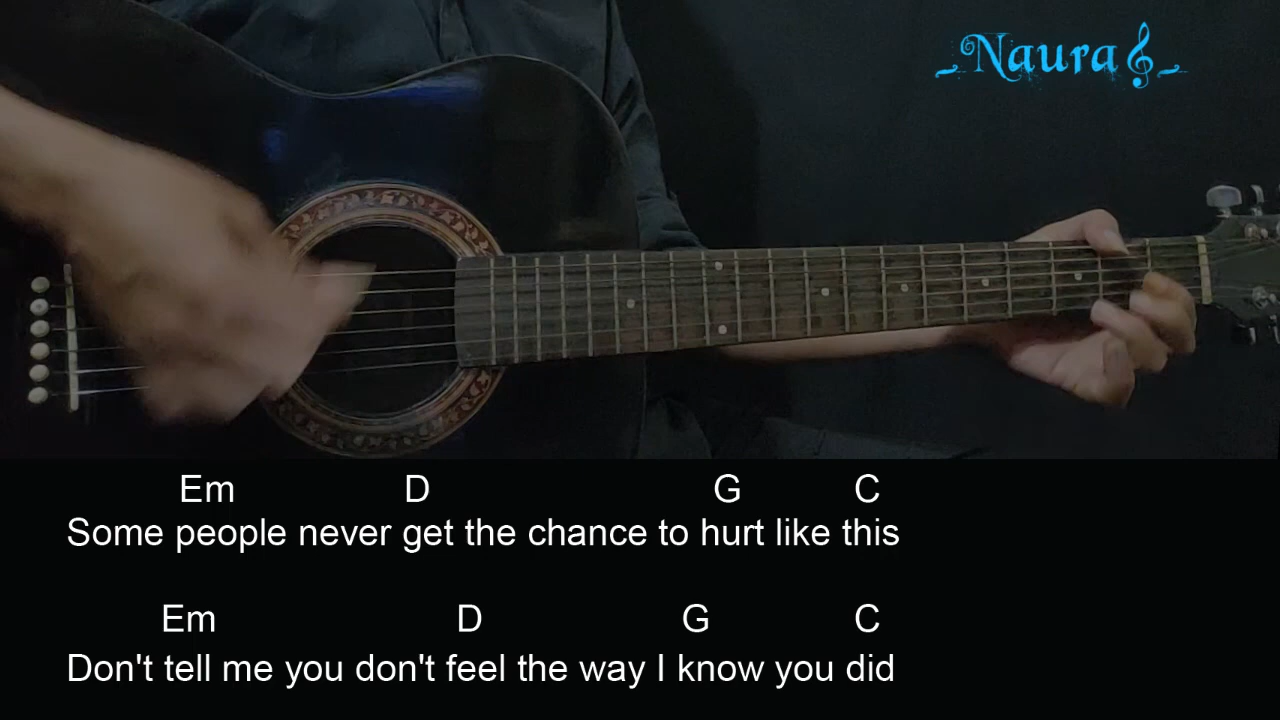 Naura
Em D G C
Some people never get the chance to hurt like this
Em D G C
Don't tell me you don't feel the way I know you did